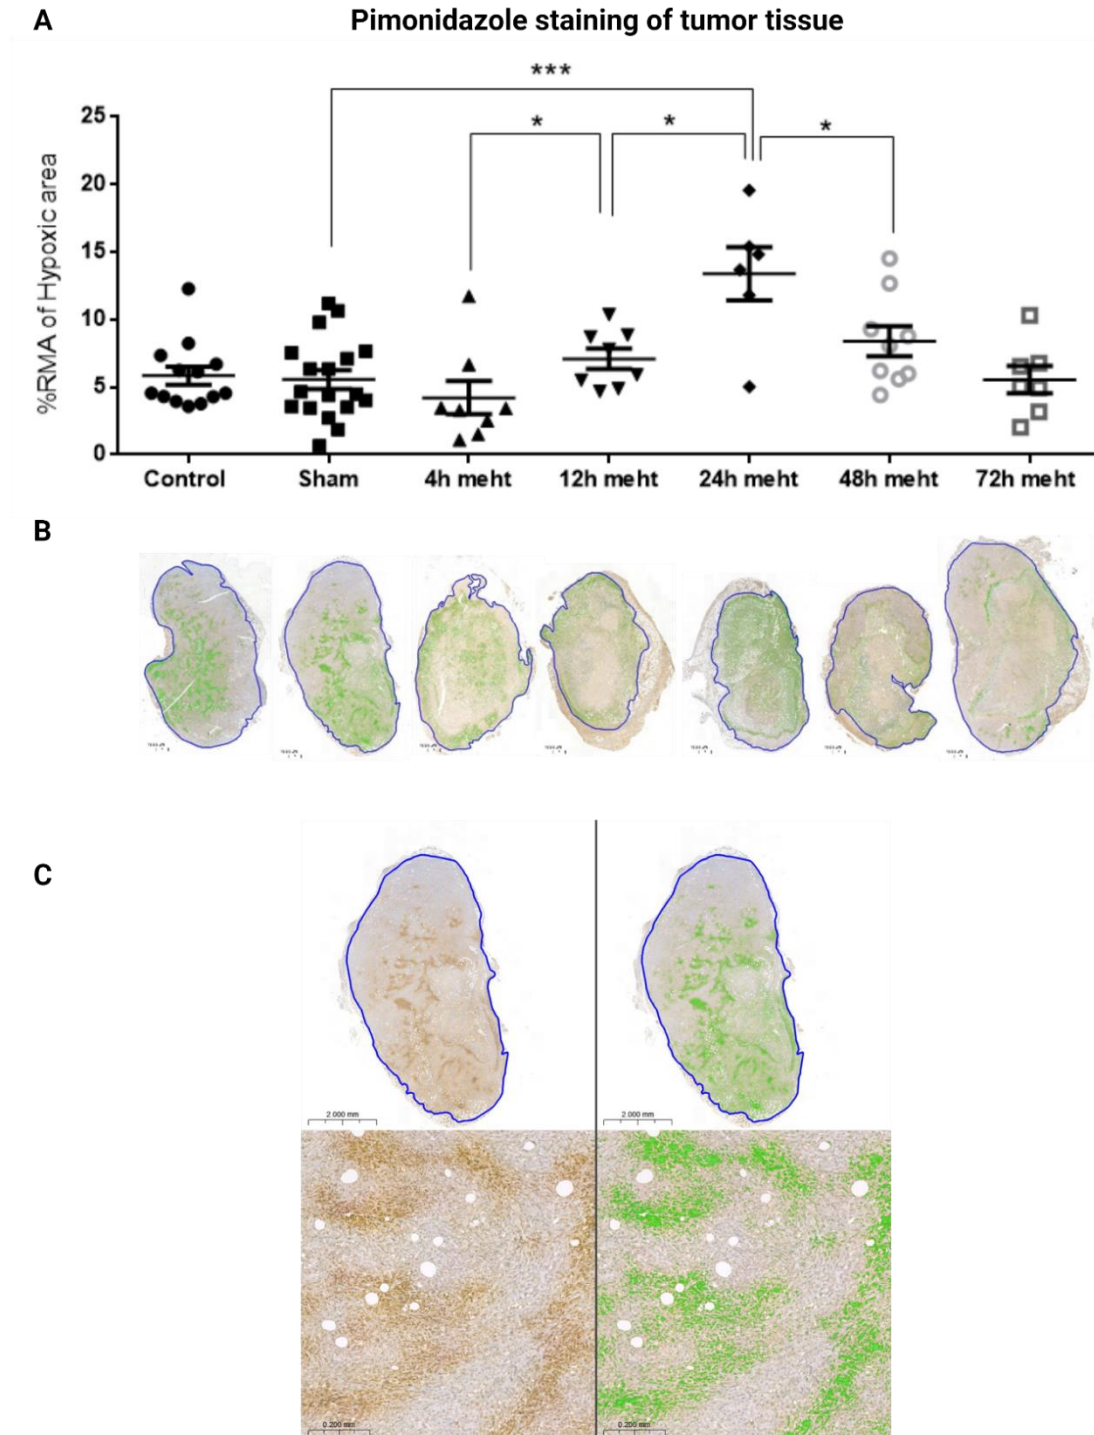 A
Pimonidazole staining of tumor tissue
***
* * *
%RMA of Hypoxic area
25
20
15
10
5
0
Control Sham 4h meht 12h meht 24h meht 48h meht 72h meht
B
C
2.000 mm 2.000 mm
0.200 mm 0.200 mm